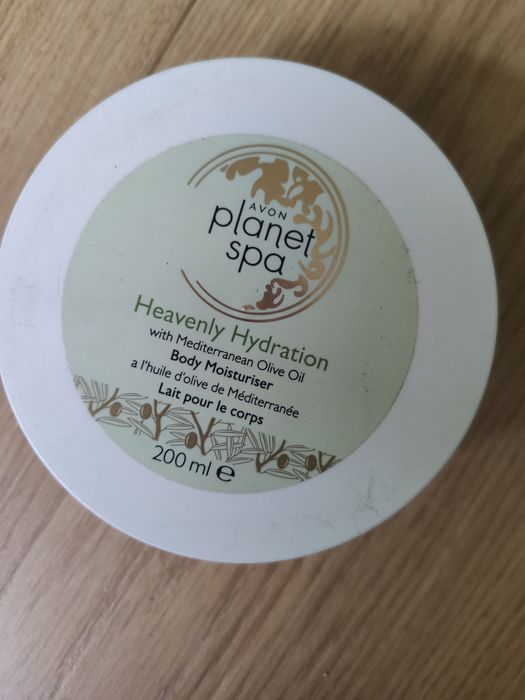 AVON
planet
spa
Heavenly Hydration
with Mediterranean Olive Oil
Body Moisturiser
a l'huile d'olive de Méditerranée
Lait pour le corps
200 ml e